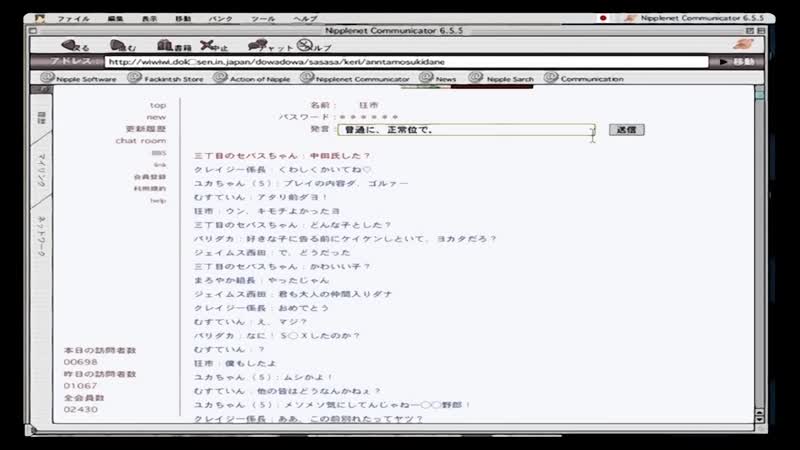 ファイル 編集 表示 移動 バンク ツール ヘルプ Nipplenet Communicator 6.5.5
Nipplenet Communicator 6.5.5
戻る 進む 書籍 中止 チャット ヘルプ
アドレス http://wiwiwi.dok□sen.in.japan/dowadowa/sasasa/keri/anntamosukidane ▶ 移動
Nipple Software Fackintsh Store Action of Nipple Nipplenet Communicator News Nipple Sarch Communication
履歴
マイリンク
ネットワーク
top
new
更新履歴
chat room
BBS
link
会員登録
利用規約
help
名前: 狂市
パスワード:******
発言: 普通に、正常位で。 送信
三丁目のセバスちゃん:中田氏した?
クレイジー係長:くわしくかいてね♡
ユカちゃん(5):プレイの内容ダ、ゴルァー
むすていん:アタリ前ダヨ!
狂市:ウン、キモチよかったヨ
三丁目のセバスちゃん:どんな子とした?
パリダカ:好きな子に告る前にケイケンしといて、ヨカタだろ?
ジェイムス西田:で、どうだった
三丁目のセバスちゃん:かわいい子?
まろやか組長:やったじゃん
ジェイムス西田:君も大人の仲間入りダナ
クレイジー係長:おめでとう
むすていん:え、マジ?
パリダカ:なに!S○Xしたのか?
むすていん:?
狂市:僕もしたよ
ユカちゃん(5):ムシかよ!
むすていん:他の皆はどうなんかねぇ?
ユカちゃん(5):メソメソ気にしてんじゃねー○○野郎!
クレイジー係長:ああ、この前別れたってヤツ?
本日の訪問者数
00698
昨日の訪問者数
01067
全会員数
02430